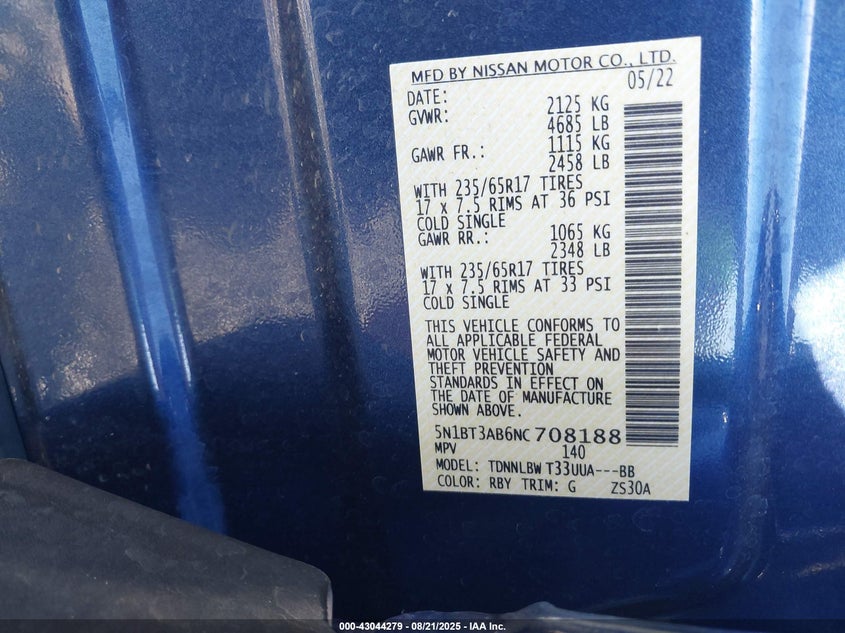 MFD BY NISSAN MOTOR CO., LTD.
DATE: 05/22
GVWR: 2125 KG
4685 LB
GAWR FR.: 1115 KG
2458 LB
WITH 235/65R17 TIRES
17 x 7.5 RIMS AT 36 PSI
COLD SINGLE
GAWR RR.: 1065 KG
2348 LB
WITH 235/65R17 TIRES
17 x 7.5 RIMS AT 33 PSI
COLD SINGLE
THIS VEHICLE CONFORMS TO
ALL APPLICABLE FEDERAL
MOTOR VEHICLE SAFETY AND
THEFT PREVENTION
STANDARDS IN EFFECT ON
THE DATE OF MANUFACTURE
SHOWN ABOVE.
5N1BT3AB6NC708188
MPV 140
MODEL: TDNNLBW T33UUA---BB
COLOR: RBY TRIM: G ZS30A
000-43044279 - 08/21/2025 - IAA Inc.